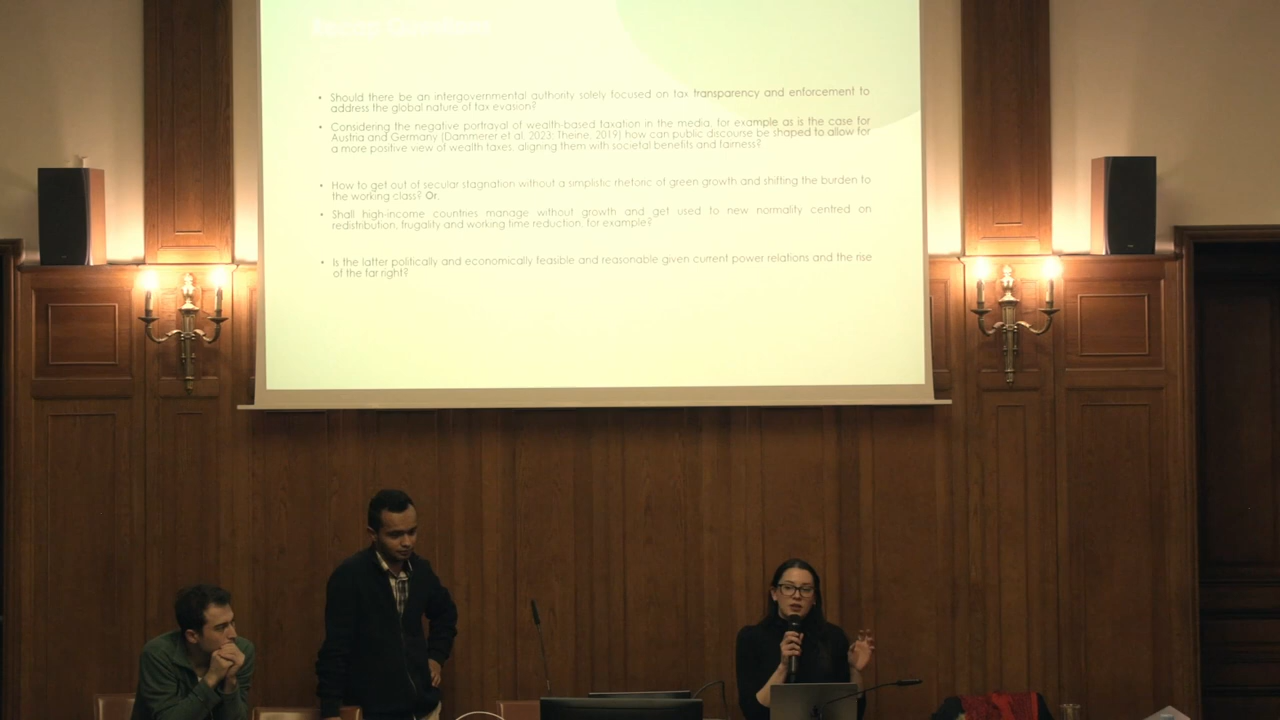 • Should there be an intergovernmental authority solely focused on tax transparency and enforcement to
address the global nature of tax evasion?
• Considering the negative portrayal of wealth-based taxation in the media, for example as is the case for
Austria and Germany (Dammerer et al, 2023; Theine, 2019) how can public discourse be shaped to allow for
a more positive view of wealth taxes, aligning them with societal benefits and fairness?
• How to get out of secular stagnation without a simplistic rhetoric of green growth and shifting the burden to
the working class? Or,
• Shall high-income countries manage without growth and get used to new normality centred on
redistribution, frugality and working time reduction, for example?
• Is the latter politically and economically feasible and reasonable given current power relations and the rise
of the far right?